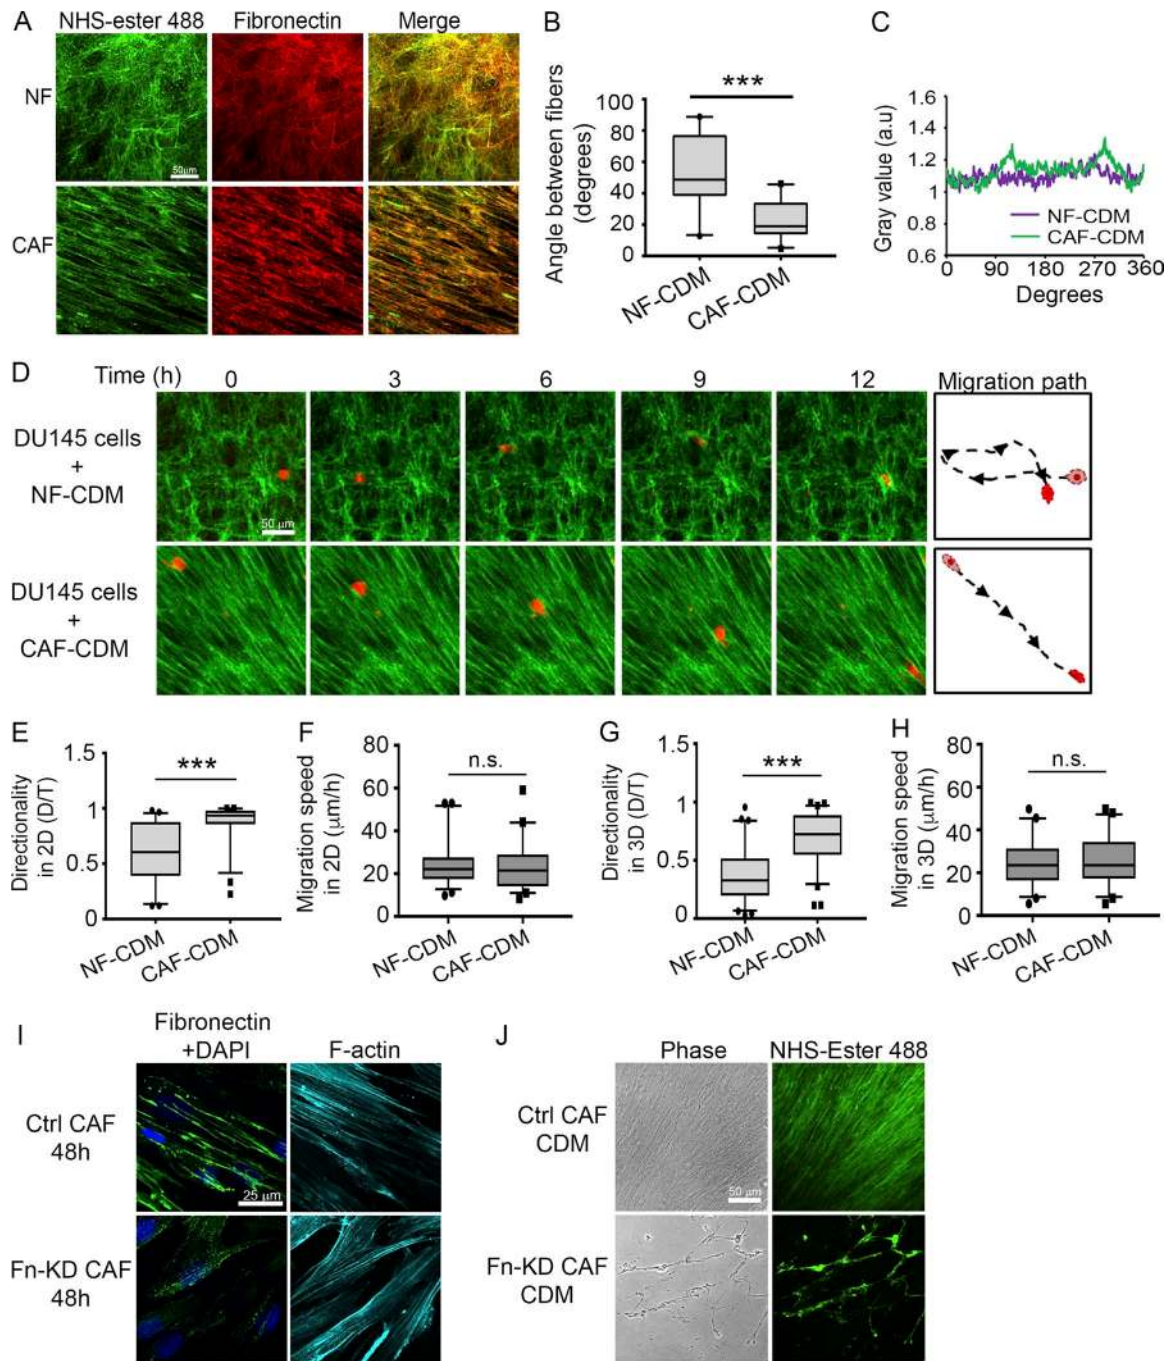 A
NHS-ester 488 Fibronectin Merge
NF
50μm
CAF
B
***
Angle between fibers
(degrees)
100
80
60
40
20
0
NF-CDM
CAF-CDM
C
Gray value (a.u)
1.6
1.4
1.2
1
0.8
0.6
NF-CDM
CAF-CDM
0 90 180 270 360
Degrees
D
Time (h) 0 3 6 9 12 Migration path
DU145 cells
+
NF-CDM
50 μm
DU145 cells
+
CAF-CDM
E
Directionality
in 2D (D/T)
1.5
1
0.5
0
***
NF-CDM
CAF-CDM
F
Migration speed
in 2D (μm/h)
80
60
40
20
0
n.s.
NF-CDM
CAF-CDM
G
Directionality
in 3D (D/T)
1.5
1
0.5
0
***
NF-CDM
CAF-CDM
H
Migration speed
in 3D (μm/h)
80
60
40
20
0
n.s.
NF-CDM
CAF-CDM
I
Fibronectin
+DAPI
F-actin
Ctrl CAF
48h
25 μm
Fn-KD CAF
48h
J
Phase NHS-Ester 488
Ctrl CAF
CDM
50 μm
Fn-KD CAF
CDM